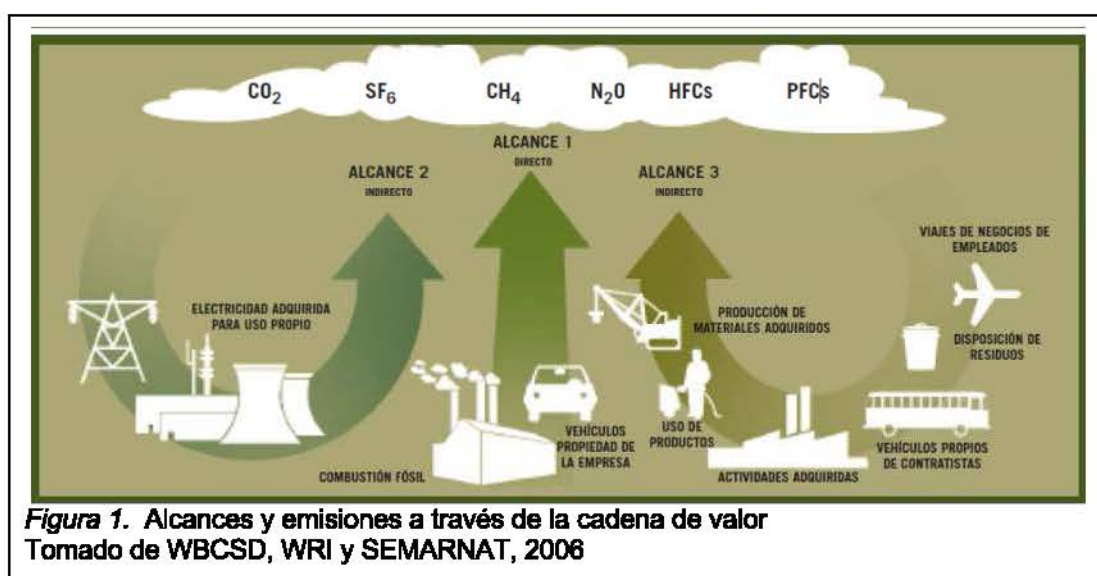 CO₂ SF₆ CH₄ N₂O HFCs PFCs
ALCANCE 1
DIRECTO
ALCANCE 2
INDIRECTO
ALCANCE 3
INDIRECTO
VIAJES DE NEGOCIOS DE
EMPLEADOS
ELECTRICIDAD ADQUIRIDA
PARA USO PROPIO
PRODUCCIÓN DE
MATERIALES ADQUIRIDOS
DISPOSICIÓN DE
RESIDUOS
COMBUSTIÓN FÓSIL
VEHÍCULOS
PROPIEDAD DE
LA EMPRESA
USO DE
PRODUCTOS
ACTIVIDADES ADQUIRIDAS
VEHÍCULOS PROPIOS
DE CONTRATISTAS
Figura 1. Alcances y emisiones a través de la cadena de valor
Tomado de WBCSD, WRI y SEMARNAT, 2006